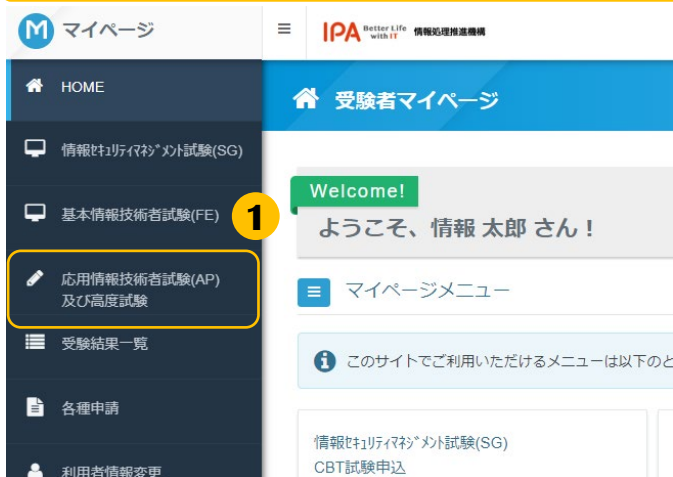 M マイページ
IPA Better Life with IT 情報処理推進機構
HOME
受験者マイページ
情報ｾｷｭﾘﾃｨﾏﾈｼﾞﾒﾝﾄ試験(SG)
基本情報技術者試験(FE)
1
応用情報技術者試験(AP)
及び高度試験
受験結果一覧
各種申請
利用者情報変更
Welcome!
ようこそ、情報 太郎 さん！
マイページメニュー
このサイトでご利用いただけるメニューは以下のと
情報ｾｷｭﾘﾃｨﾏﾈｼﾞﾒﾝﾄ試験(SG)
CBT試験申込